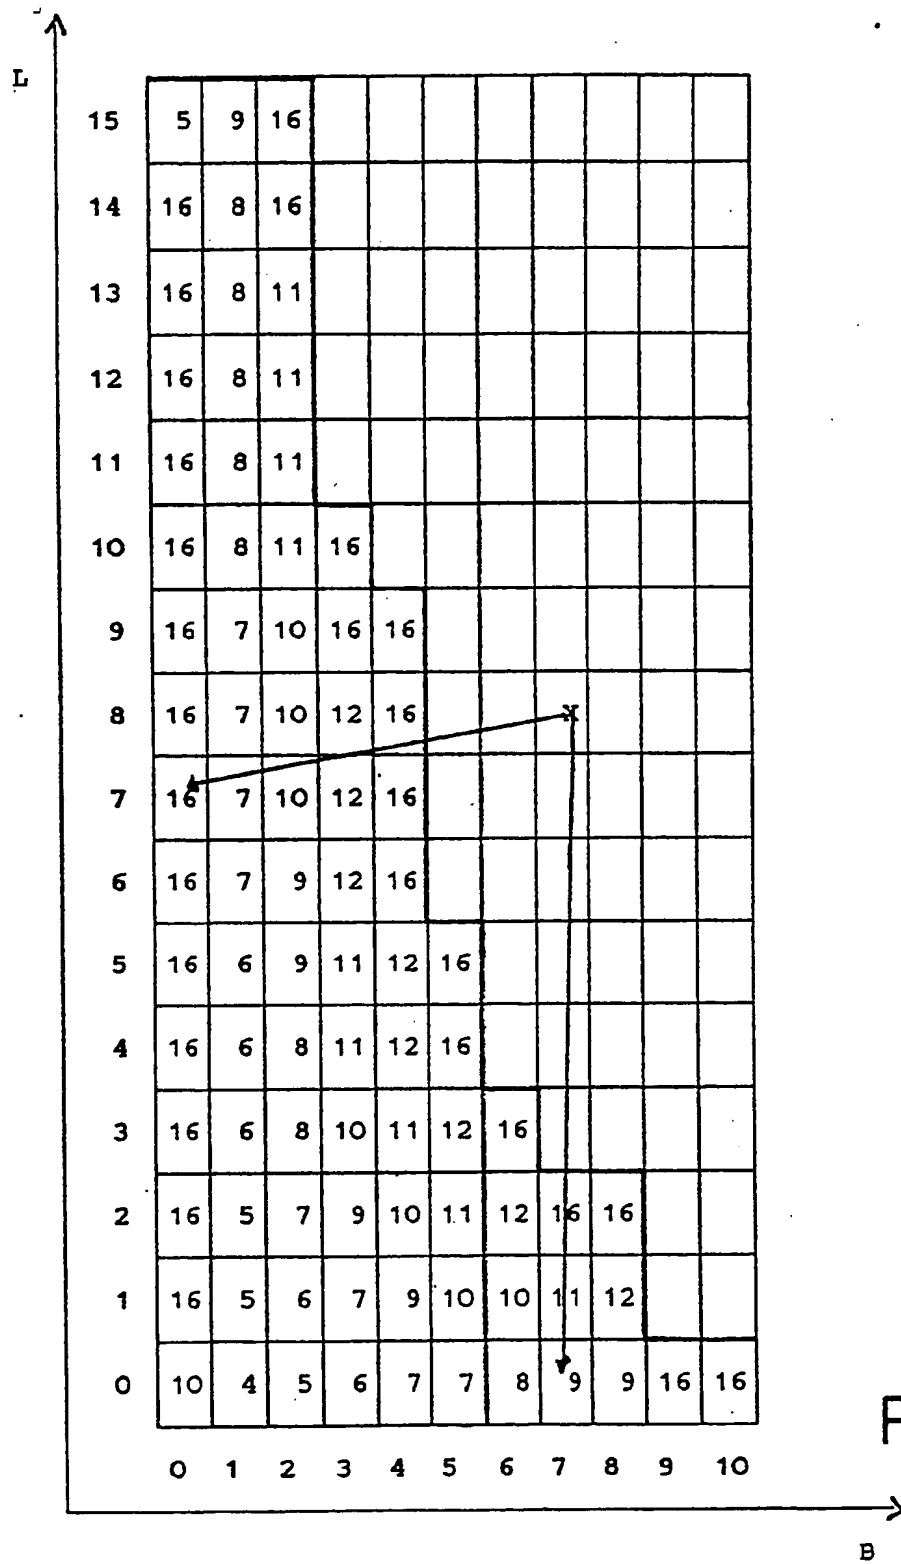 L
15 5 9 16
14 16 8 16
13 16 8 11
12 16 8 11
11 16 8 11
10 16 8 11 16
9 16 7 10 16 16
8 16 7 10 12 16 X
7 16 7 10 12 16
6 16 7 9 12 16
5 16 6 9 11 12 16
4 16 6 8 11 12 16
3 16 6 8 10 11 12 16
2 16 5 7 9 10 11 12 16 16
1 16 5 6 7 9 10 10 11 12
0 10 4 5 6 7 7 8 9 9 16 16
0 1 2 3 4 5 6 7 8 9 10
B